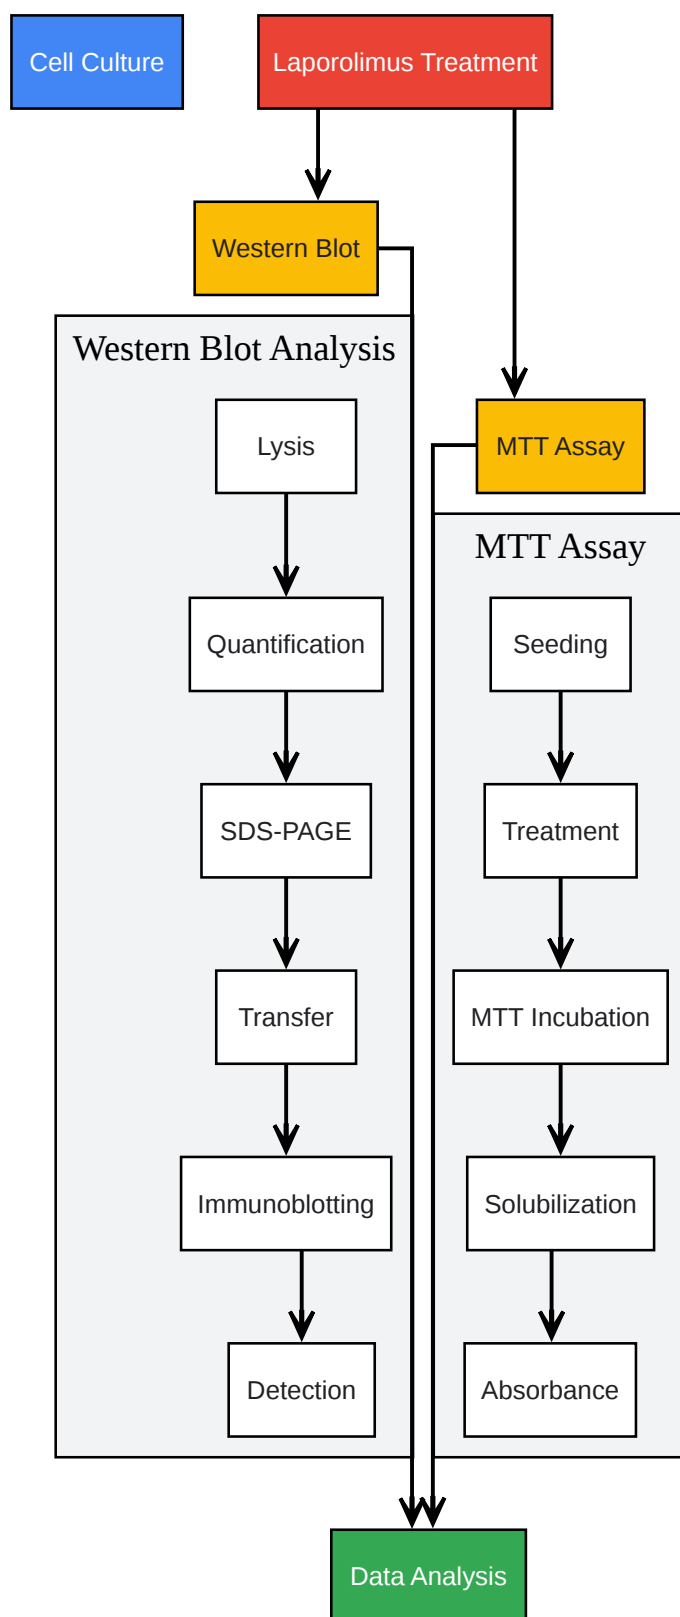 Cell Culture
Laporolimus Treatment
Western Blot
Western Blot Analysis
Lysis
Quantification
SDS-PAGE
Transfer
Immunoblotting
Detection
MTT Assay
MTT Assay
Seeding
Treatment
MTT Incubation
Solubilization
Absorbance
Data Analysis